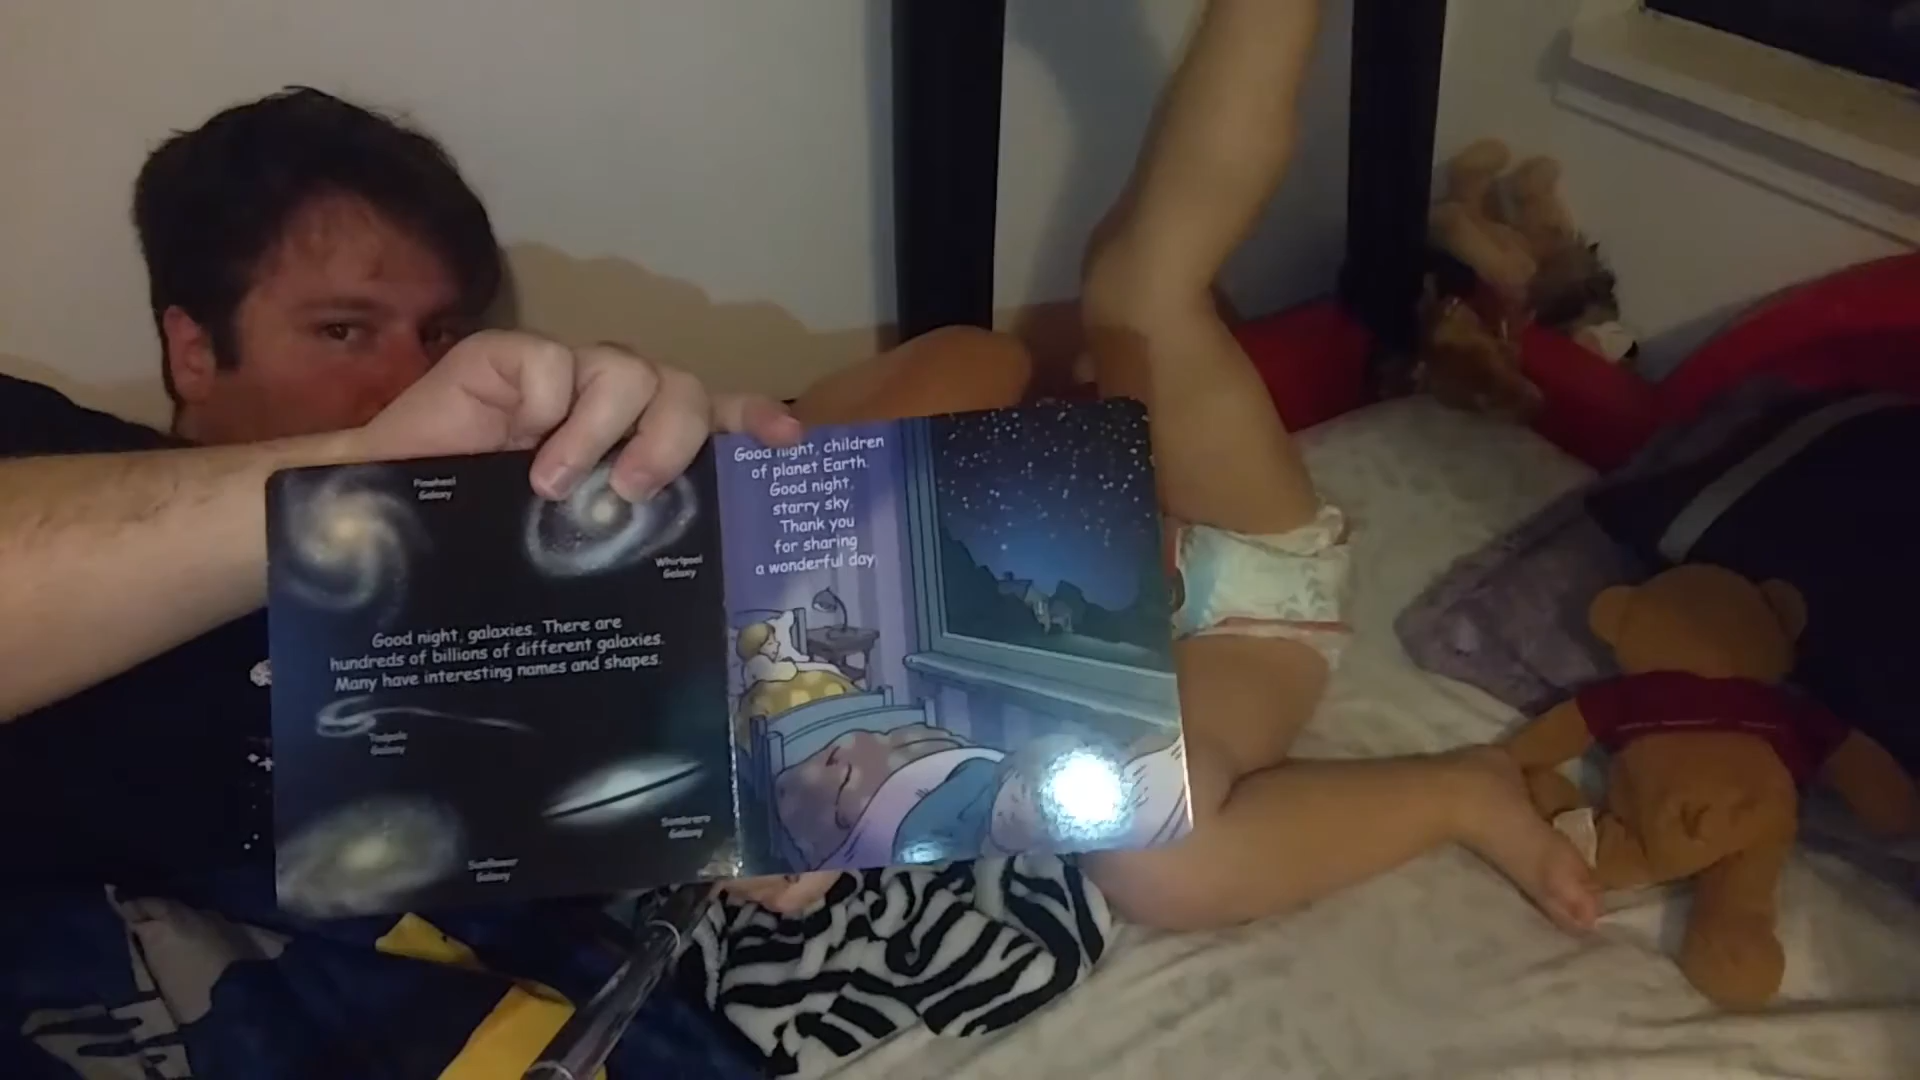 Pinwheel
Galaxy
Whirlpool
Galaxy
Good night, galaxies. There are
hundreds of billions of different galaxies.
Many have interesting names and shapes.
Tadpole
Galaxy
Sombrero
Galaxy
Sunflower
Galaxy
Good night, children
of planet Earth.
Good night,
starry sky.
Thank you
for sharing
a wonderful day.